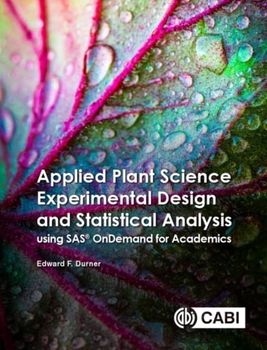 Applied Plant Science
Experimental Design
and Statistical Analysis
using SAS® OnDemand for Academics
Edward F. Durner
CABI